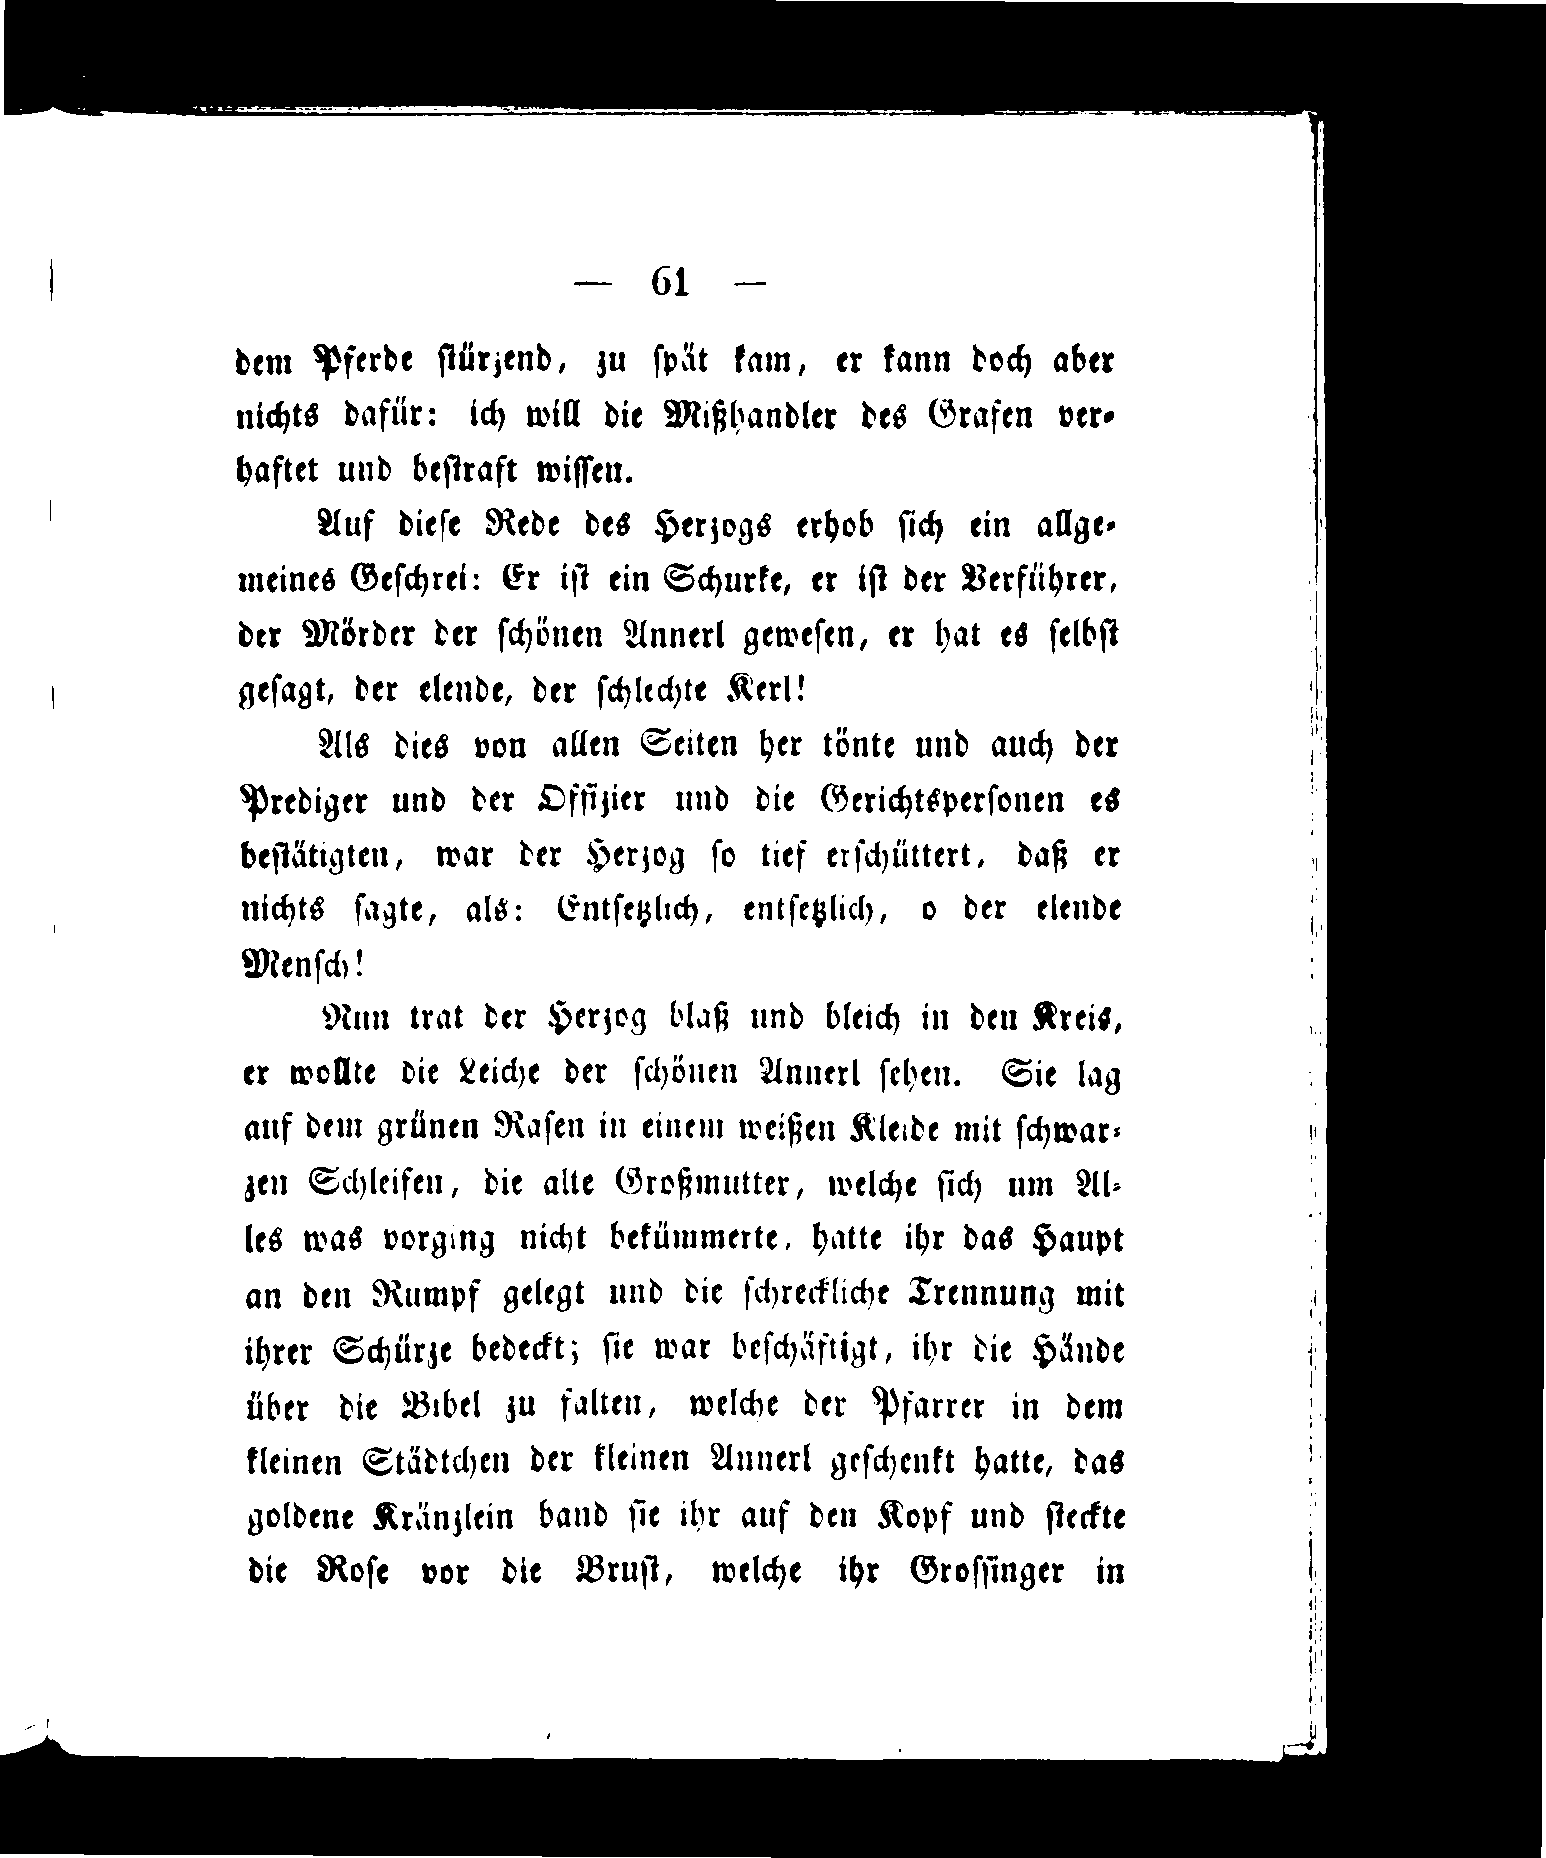 — 61 —
dem Pferde ſtürzend, zu ſpät kam, er kann doch aber
nichts dafür: ich will die Mißhandler des Grafen ver-
haftet und beſtraft wiſſen.
Auf dieſe Rede des Herzogs erhob ſich ein allge-
meines Geſchrei: Er iſt ein Schurke, er iſt der Verführer,
der Mörder der ſchönen Annerl geweſen, er hat es ſelbſt
geſagt, der elende, der ſchlechte Kerl!
Als dies von allen Seiten her tönte und auch der
Prediger und der Offizier und die Gerichtsperſonen es
beſtätigten, war der Herzog ſo tief erſchüttert, daß er
nichts ſagte, als: Entſetzlich, entſetzlich, o der elende
Menſch!
Nun trat der Herzog blaß und bleich in den Kreis,
er wollte die Leiche der ſchönen Annerl ſehen. Sie lag
auf dem grünen Raſen in einem weißen Kleide mit ſchwar-
zen Schleifen, die alte Großmutter, welche ſich um Al-
les was vorging nicht bekümmerte, hatte ihr das Haupt
an den Rumpf gelegt und die ſchreckliche Trennung mit
ihrer Schürze bedeckt; ſie war beſchäftigt, ihr die Hände
über die Bibel zu falten, welche der Pfarrer in dem
kleinen Städtchen der kleinen Annerl geſchenkt hatte, das
goldene Kränzlein band ſie ihr auf den Kopf und ſteckte
die Roſe vor die Bruſt, welche ihr Groſſinger in